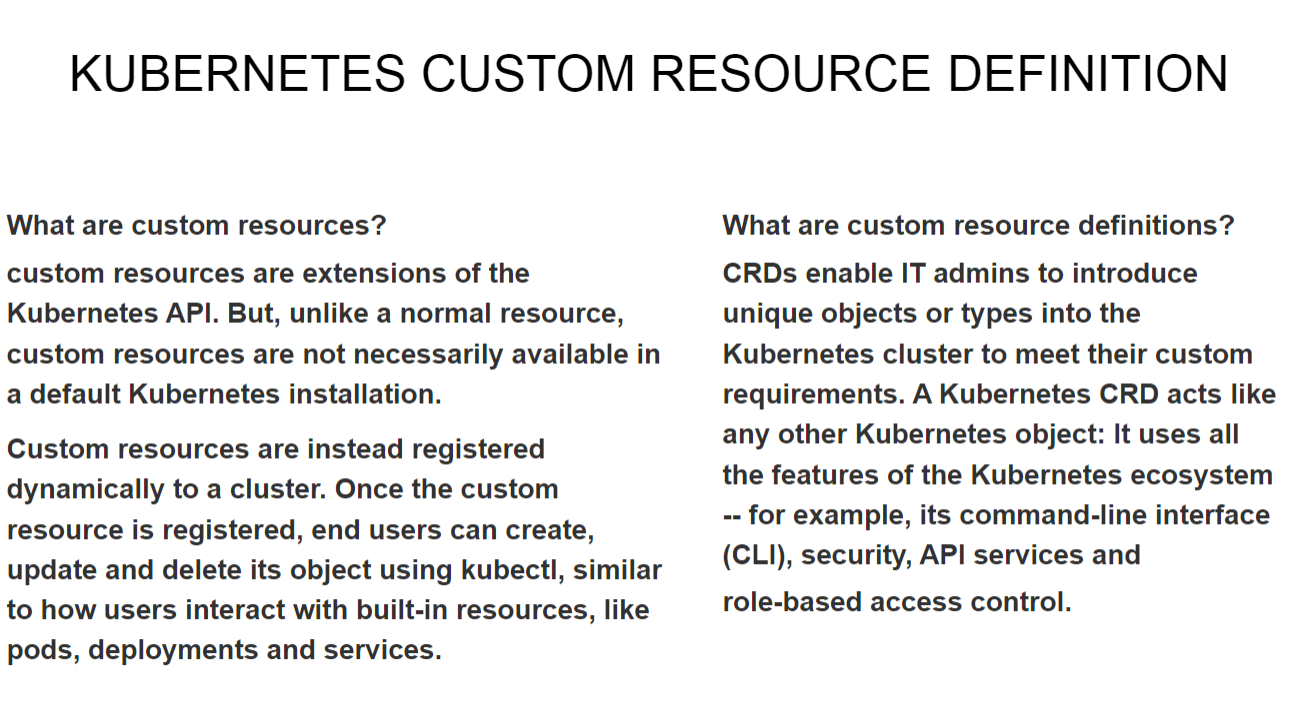 KUBERNETES CUSTOM RESOURCE DEFINITION
What are custom resources?
custom resources are extensions of the
Kubernetes API. But, unlike a normal resource,
custom resources are not necessarily available in
a default Kubernetes installation.
Custom resources are instead registered
dynamically to a cluster. Once the custom
resource is registered, end users can create,
update and delete its object using kubectl, similar
to how users interact with built-in resources, like
pods, deployments and services.
What are custom resource definitions?
CRDs enable IT admins to introduce
unique objects or types into the
Kubernetes cluster to meet their custom
requirements. A Kubernetes CRD acts like
any other Kubernetes object: It uses all
the features of the Kubernetes ecosystem
-- for example, its command-line interface
(CLI), security, API services and
role-based access control.